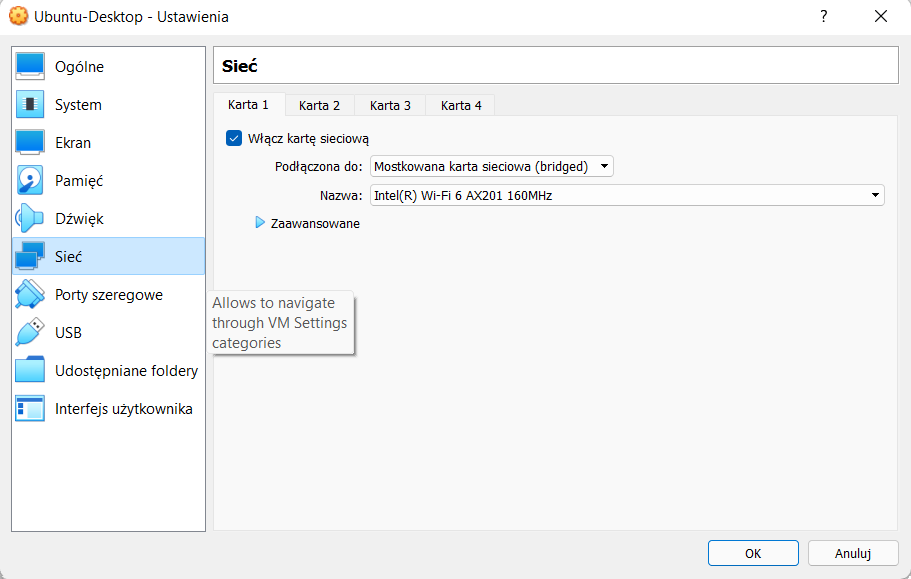 Ubuntu-Desktop - Ustawienia
?
Ogólne
System
Ekran
Pamięć
Dźwięk
Sieć
Porty szeregowe
USB
Udostępniane foldery
Interfejs użytkownika
Allows to navigate
through VM Settings
categories
Sieć
Karta 1 Karta 2 Karta 3 Karta 4
Włącz kartę sieciową
Podłączona do: Mostkowana karta sieciowa (bridged)
Nazwa: Intel(R) Wi-Fi 6 AX201 160MHz
Zaawansowane
OK Anuluj